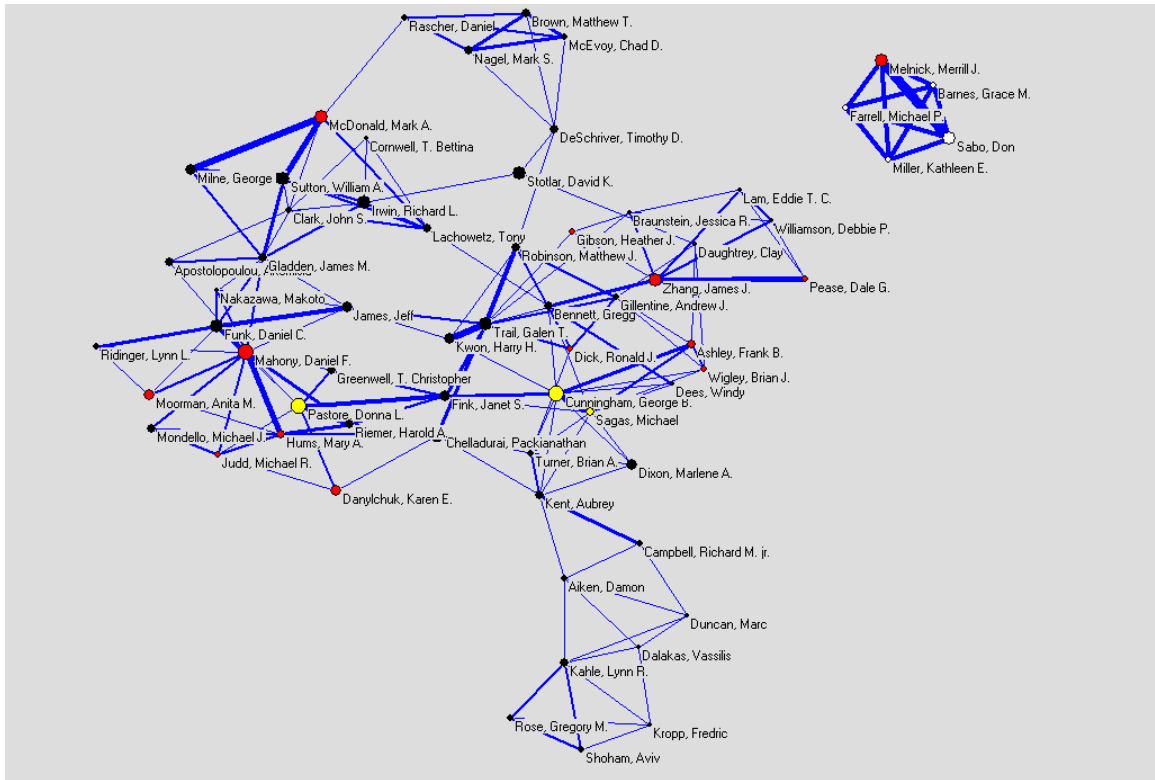 Brown, Matthew T.
Rascher, Daniel
McEvoy, Chad D.
Nagel, Mark S.
Melnick, Merrill J.
Barnes, Grace M.
Farrell, Michael P.
Sabo, Don
Miller, Kathleen E.
McDonald, Mark A.
DeSchriver, Timothy D.
Cornwell, T. Bettina
Milne, George
Sutton, William A.
Stotlar, David K.
Irwin, Richard L.
Clark, John S.
Lam, Eddie T. C.
Braunstein, Jessica R.
Williamson, Debbie P.
Lachowetz, Tony
Gibson, Heather J.
Daughtrey, Clay
Robinson, Matthew J.
Gladden, James M.
Apostolopoulou,
Zhang, James J.
Pease, Dale G.
Nakazawa, Makoto
Gillentine, Andrew J.
James, Jeff
Bennett, Gregg
Funk, Daniel C.
Trail, Galen T.
Kwon, Harry H.
Ridinger, Lynn L.
Dick, Ronald J.
Ashley, Frank B.
Mahony, Daniel F.
Greenwell, T. Christopher
Wigley, Brian J.
Dees, Windy
Moorman, Anita M.
Pastore, Donna L.
Fink, Janet S.
Cunningham, George B.
Sagas, Michael
Mondello, Michael J.
Riemer, Harold A.
Hums, Mary A.
Chelladurai, Packianathan
Turner, Brian A.
Judd, Michael R.
Dixon, Marlene A.
Danylchuk, Karen E.
Kent, Aubrey
Campbell, Richard M. jr.
Aiken, Damon
Duncan, Marc
Dalakas, Vassilis
Kahle, Lynn R.
Rose, Gregory M.
Kropp, Fredric
Shoham, Aviv